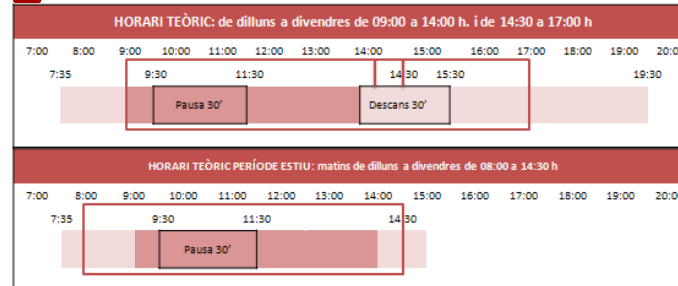 HORARI TEÒRIC: de dilluns a divendres de 09:00 a 14:00 h. i de 14:30 a 17:00 h
7:00 8:00 9:00 10:00 11:00 12:00 13:00 14:00 15:00 16:00 17:00 18:00 19:00 20:0
7:35 9:30 11:30 14:30 15:30 19:30
Pausa 30' Descans 30'
HORARI TEÒRIC PERÍODE ESTIU: matins de dilluns a divendres de 08:00 a 14:30 h
7:00 8:00 9:00 10:00 11:00 12:00 13:00 14:00 15:00 16:00 17:00 18:00 19:00 20:0
7:35 9:30 11:30 14:30
Pausa 30'